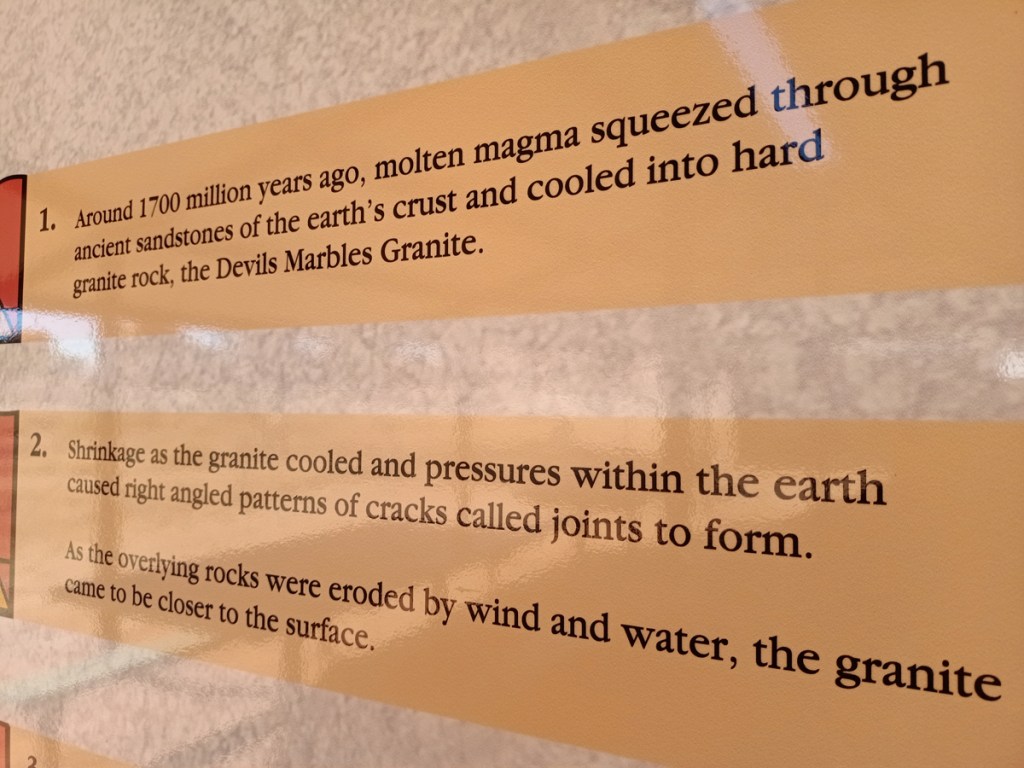 1. Around 1700 million years ago, molten magma squeezed through
ancient sandstones of the earth's crust and cooled into hard
granite rock, the Devils Marbles Granite.
2. Shrinkage as the granite cooled and pressures within the earth
caused right angled patterns of cracks called joints to form.
As the overlying rocks were eroded by wind and water, the granite
came to be closer to the surface.
3